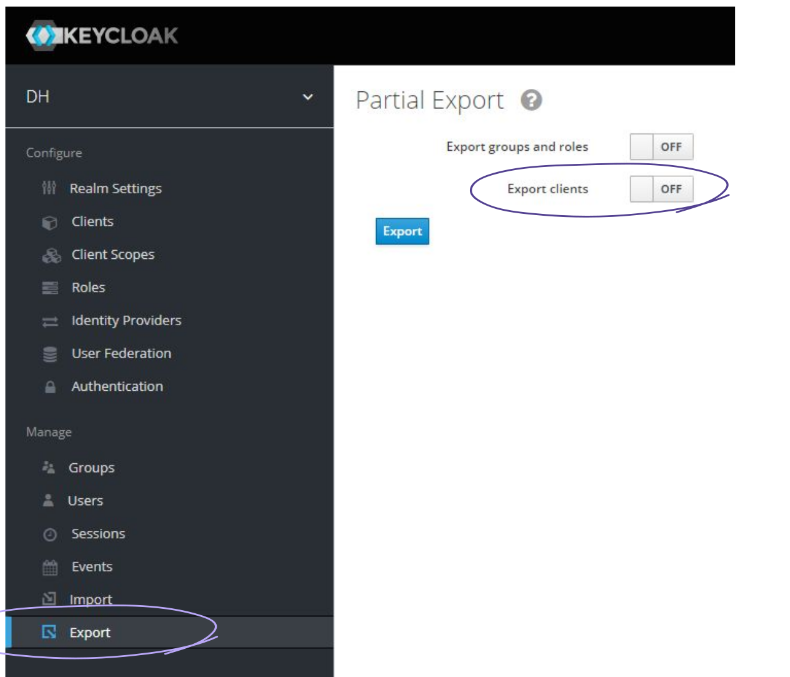 KEYCLOAK
DH
Configure
Realm Settings
Clients
Client Scopes
Roles
Identity Providers
User Federation
Authentication
Manage
Groups
Users
Sessions
Events
Import
Export
Partial Export ?
Export groups and roles OFF
Export clients OFF
Export